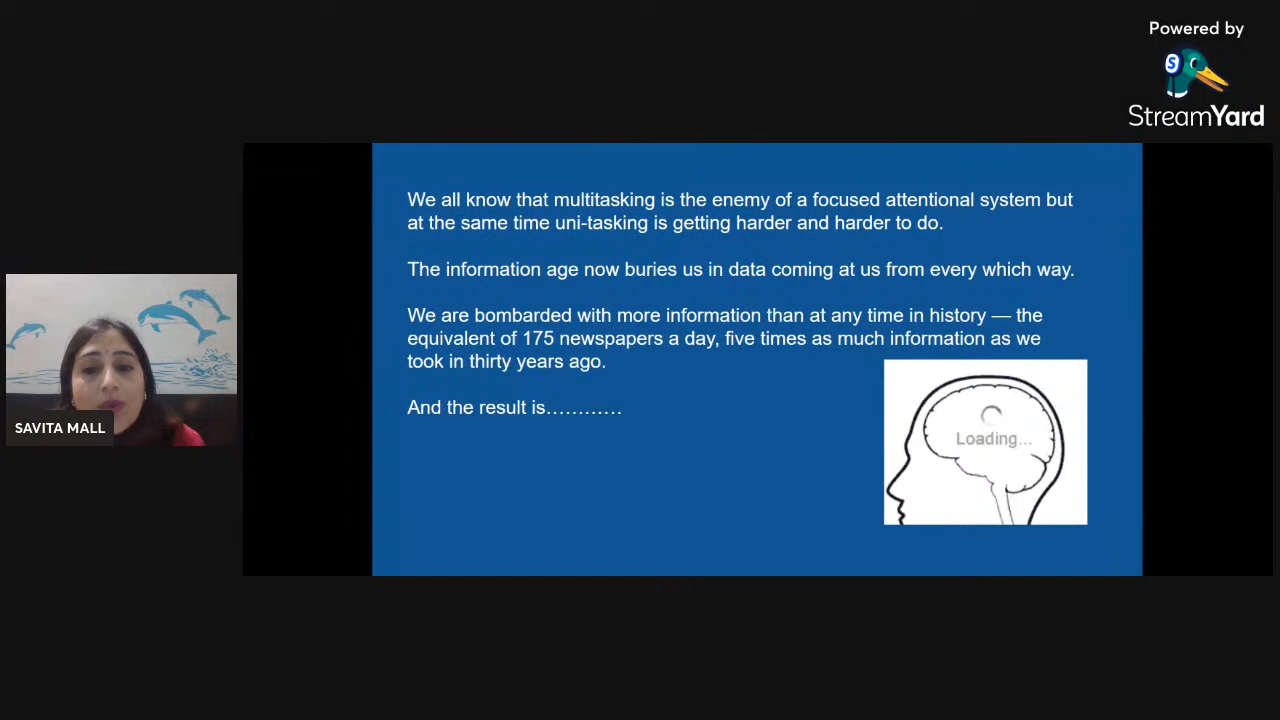 Powered by
S
StreamYard
We all know that multitasking is the enemy of a focused attentional system but
at the same time uni-tasking is getting harder and harder to do.
The information age now buries us in data coming at us from every which way.
We are bombarded with more information than at any time in history — the
equivalent of 175 newspapers a day, five times as much information as we
took in thirty years ago.
And the result is…………
Loading...
SAVITA MALL